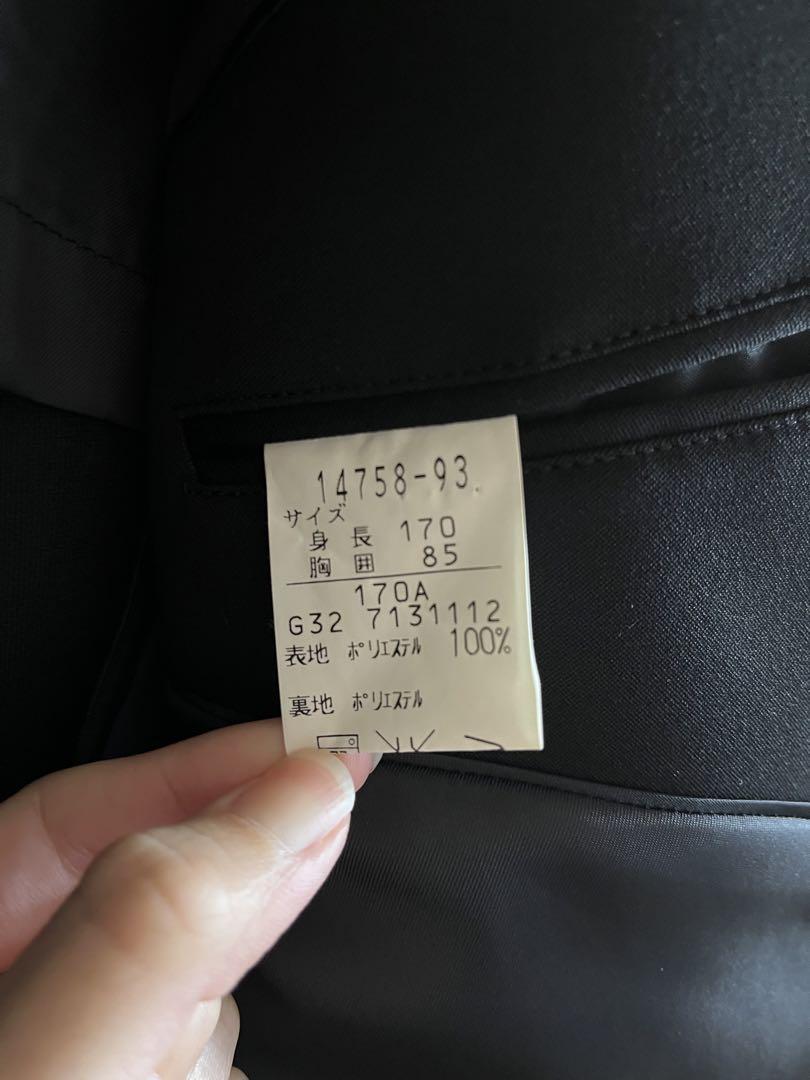 14758-93
サイズ
身長 170
胸囲 85
170A
G32 7131112
表地 ポリエステル 100%
裏地 ポリエステル